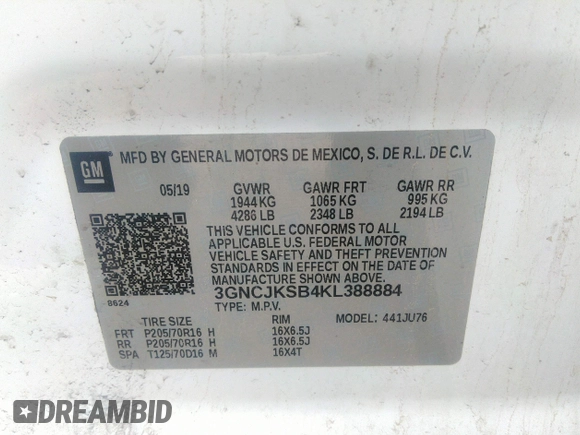 GM
MFD BY GENERAL MOTORS DE MEXICO, S. DE R.L. DE C.V.
05/19 GVWR GAWR FRT GAWR RR
1944 KG 1065 KG 995 KG
4286 LB 2348 LB 2194 LB
THIS VEHICLE CONFORMS TO ALL
APPLICABLE U.S. FEDERAL MOTOR
VEHICLE SAFETY AND THEFT PREVENTION
STANDARDS IN EFFECT ON THE DATE OF
MANUFACTURE SHOWN ABOVE.
8624 3GNCJKSB4KL388884
TYPE: M.P.V.
TIRE SIZE RIM MODEL: 441JU76
FRT P205/70R16 H 16X6.5J
RR P205/70R16 H 16X6.5J
SPA T125/70D16 M 16X4T
DREAMBID